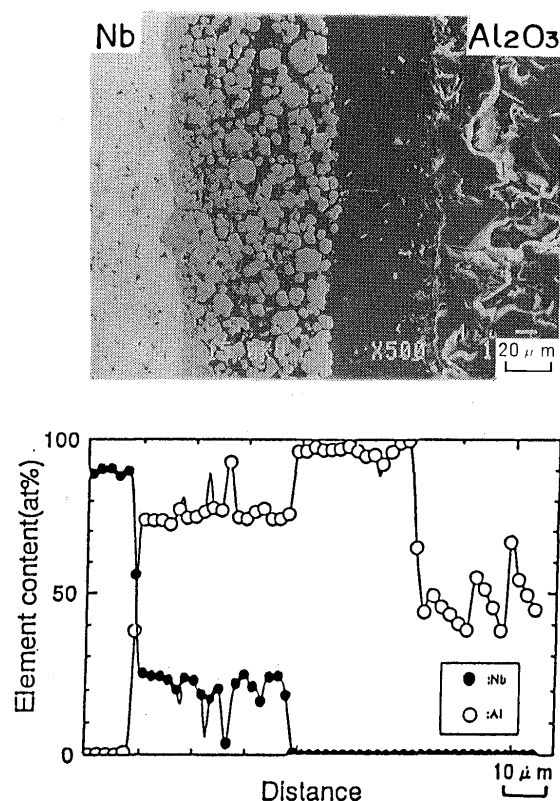 Nb
Al2O3
X500
20 μm
Element content(at%)
100
50
0
● :Nb
○ :Al
Distance
10 μm